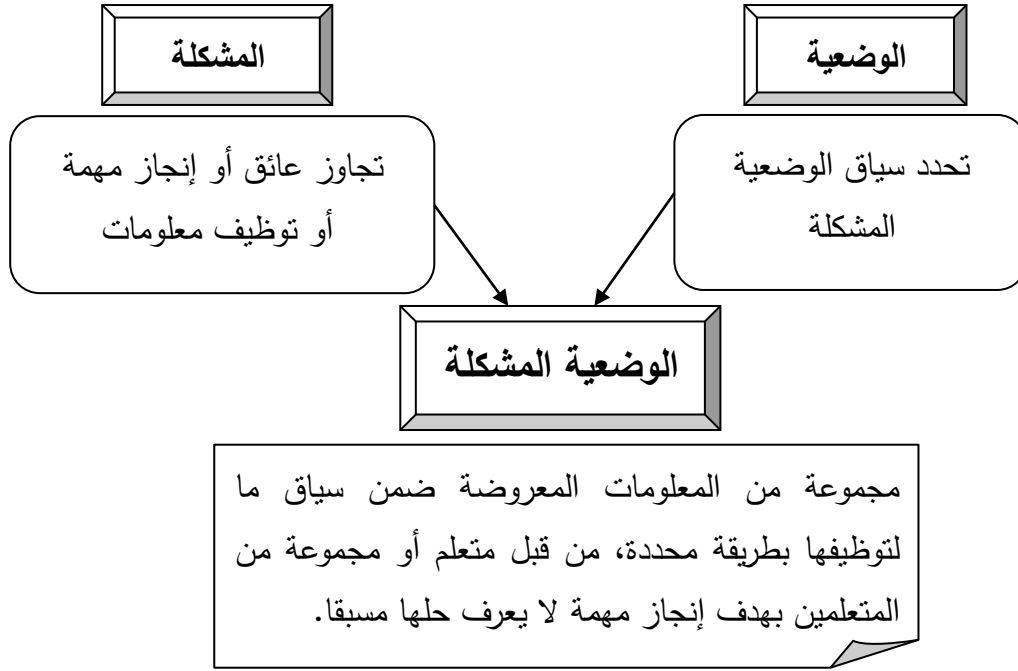 الوضعية
المشكلة
تحدد سياق الوضعية
المشكلة
تجاوز عائق أو إنجاز مهمة
أو توظيف معلومات
الوضعية المشكلة
مجموعة من المعلومات المعروضة ضمن سياق ما
لتوظيفها بطريقة محددة، من قبل متعلم أو مجموعة من
المتعلمين بهدف إنجاز مهمة لا يعرف حلها مسبقا.